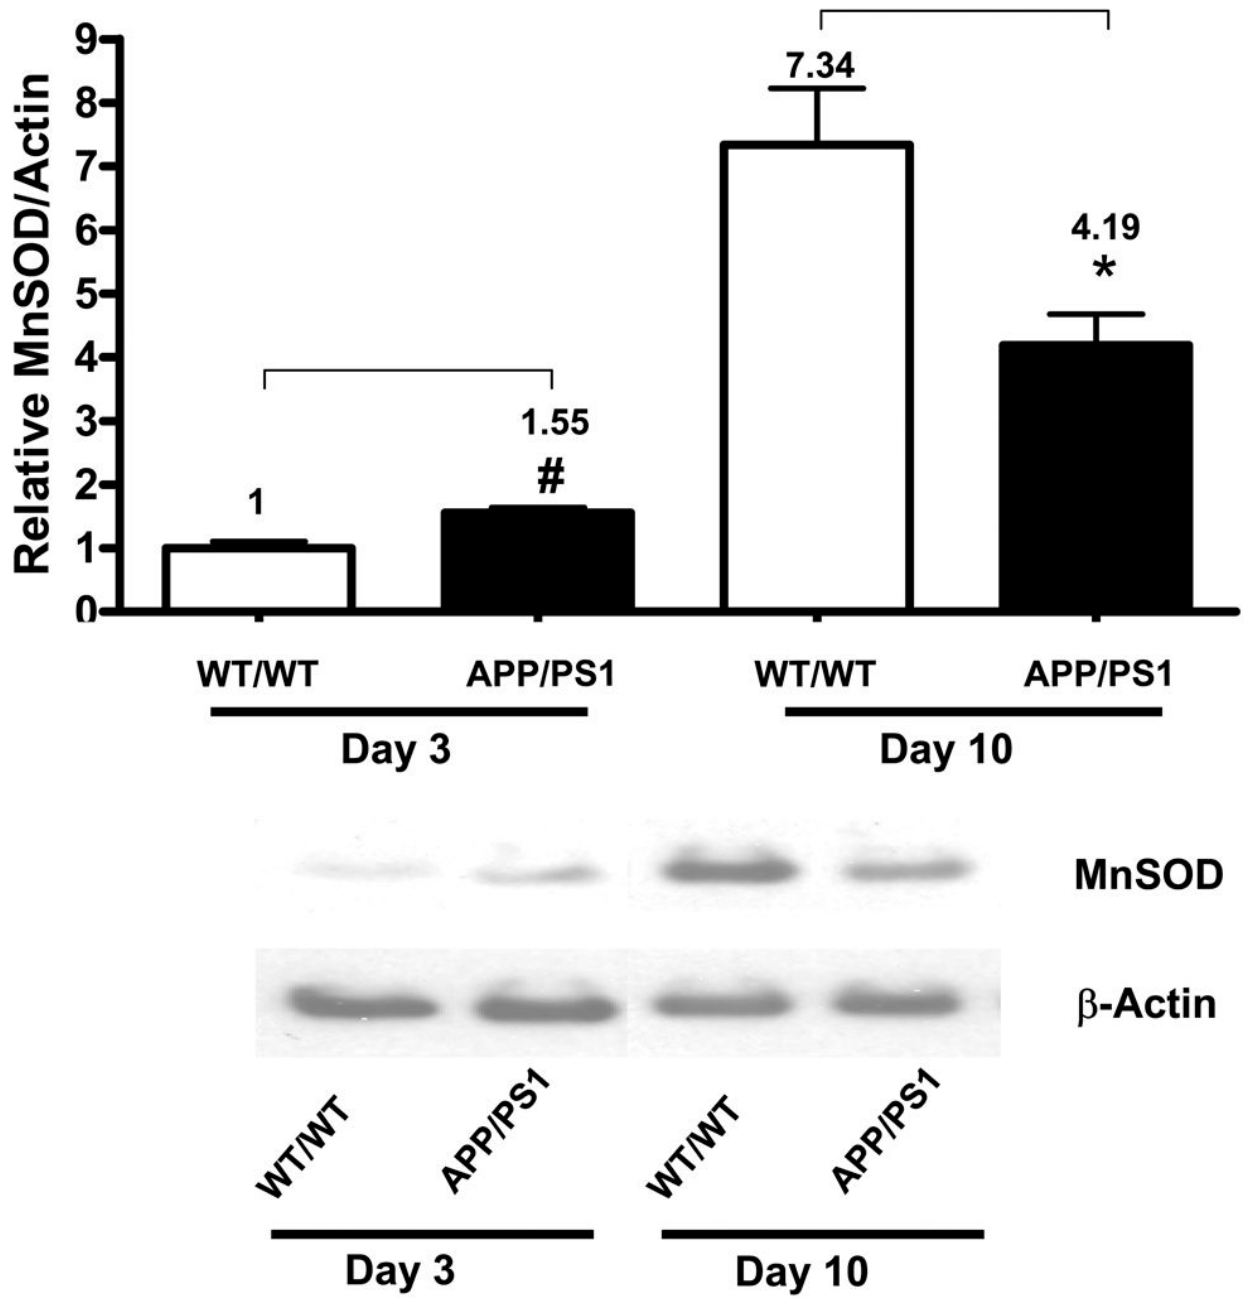 Relative MnSOD/Actin
9
8
7
6
5
4
3
2
1
0
1
1.55
#
7.34
4.19
*
WT/WT APP/PS1 WT/WT APP/PS1
Day 3 Day 10
MnSOD
β-Actin
WT/WT APP/PS1 WT/WT APP/PS1
Day 3 Day 10